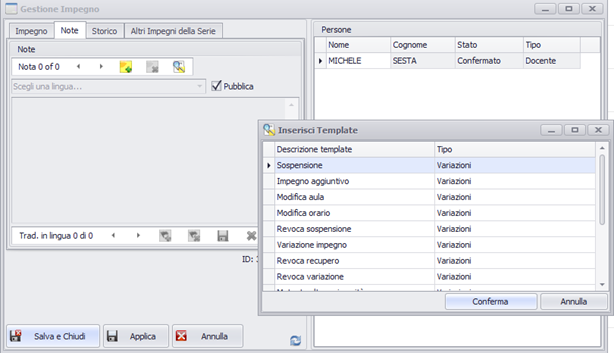 Gestione Impegno
Impegno Note Storico Altri Impegni della Serie
Note
Nota 0 of 0
Scegli una lingua... Pubblica
Trad. in lingua 0 di 0
ID:
Salva e Chiudi Applica Annulla
Persone
Nome Cognome Stato Tipo
MICHELE SESTA Confermato Docente
Inserisci Template
Descrizione template Tipo
Sospensione Variazioni
Impegno aggiuntivo Variazioni
Modifica aula Variazioni
Modifica orario Variazioni
Revoca sospensione Variazioni
Variazione impegno Variazioni
Revoca recupero Variazioni
Revoca variazione Variazioni
Variazioni
Conferma Annulla